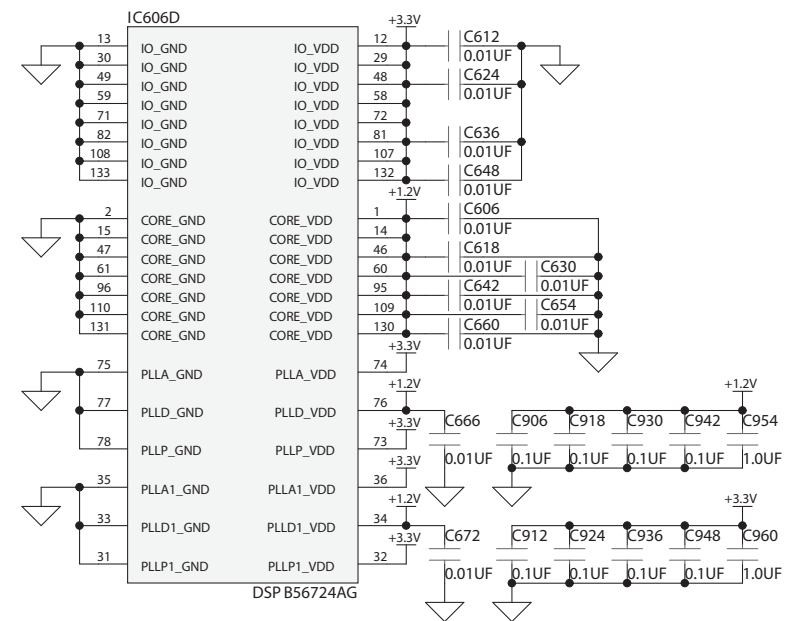 IC606D
+3.3V
13 IO_GND IO_VDD 12 C612
0.01UF
30 IO_GND IO_VDD 29
49 IO_GND IO_VDD 48 C624
0.01UF
59 IO_GND IO_VDD 58
71 IO_GND IO_VDD 72
82 IO_GND IO_VDD 81 C636
0.01UF
108 IO_GND IO_VDD 107
133 IO_GND IO_VDD 132 C648
0.01UF
+1.2V
2 CORE_GND CORE_VDD 1 C606
0.01UF
15 CORE_GND CORE_VDD 14
47 CORE_GND CORE_VDD 46 C618
0.01UF
61 CORE_GND CORE_VDD 60 C630
0.01UF
96 CORE_GND CORE_VDD 95 C642
0.01UF
110 CORE_GND CORE_VDD 109 C654
0.01UF
131 CORE_GND CORE_VDD 130 C660
0.01UF
+3.3V
75 PLLA_GND PLLA_VDD 74
+1.2V
77 PLLD_GND PLLD_VDD 76
+3.3V
78 PLLP_GND PLLP_VDD 73
C666
0.01UF
+1.2V
C906 C918 C930 C942 C954
0.1UF 0.1UF 0.1UF 0.1UF 1.0UF
+3.3V
35 PLLA1_GND PLLA1_VDD 36
+1.2V
33 PLLD1_GND PLLD1_VDD 34
+3.3V
31 PLLP1_GND PLLP1_VDD 32
C672
0.01UF
+3.3V
C912 C924 C936 C948 C960
0.1UF 0.1UF 0.1UF 0.1UF 1.0UF
DSP B56724AG